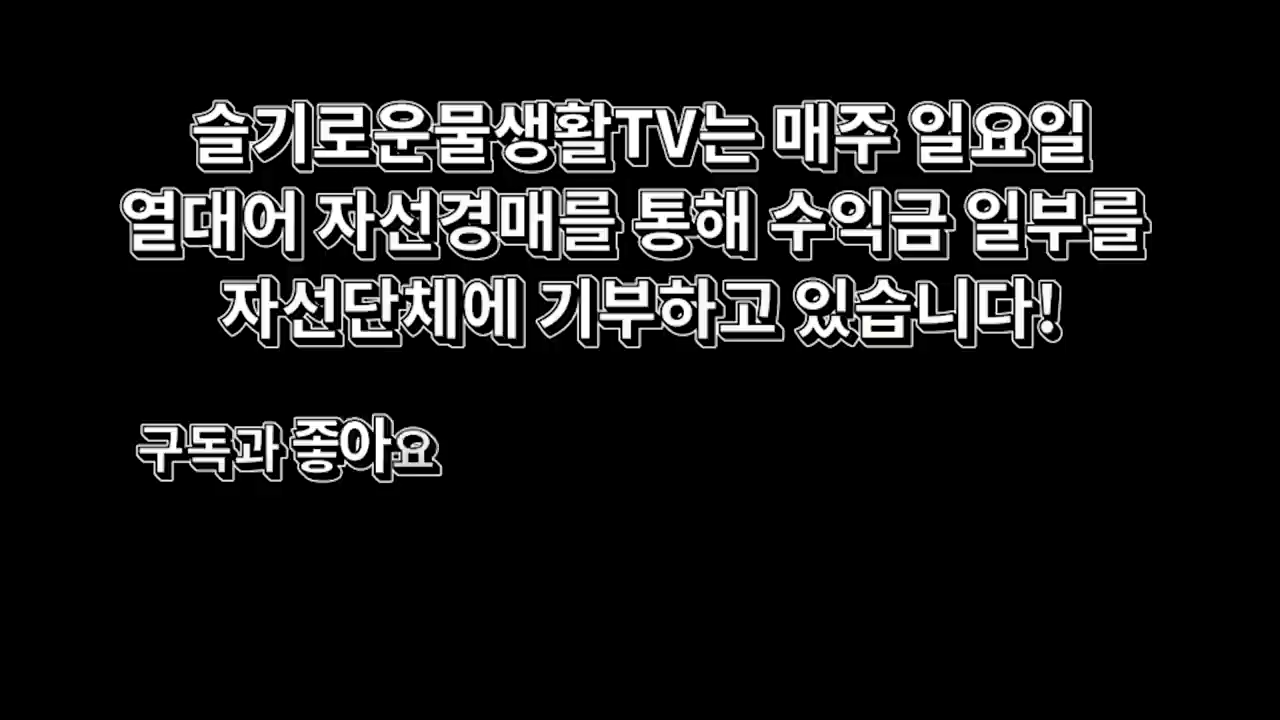 슬기로운물생활TV는 매주 일요일
열대어 자선경매를 통해 수익금 일부를
자선단체에 기부하고 있습니다!
구독과 좋아요